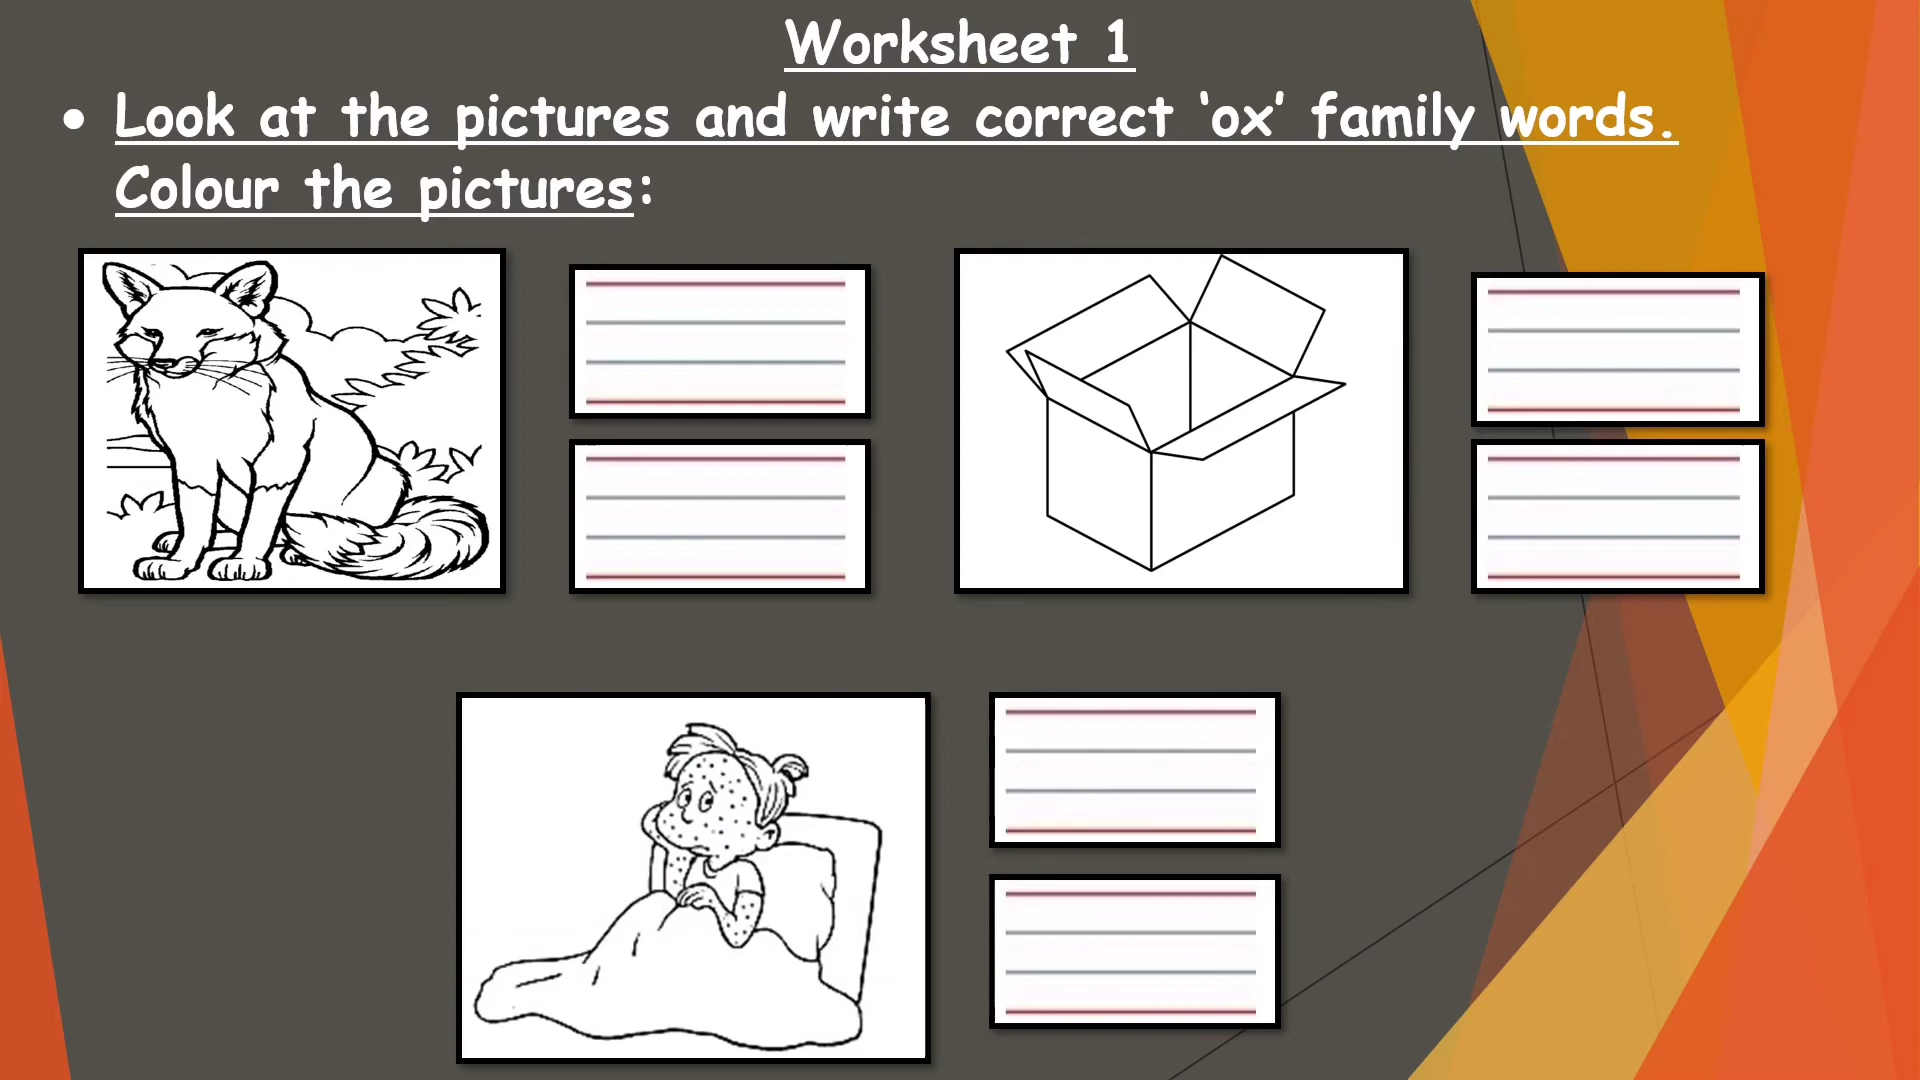 Worksheet 1
• Look at the pictures and write correct ‘ox’ family words.
Colour the pictures: